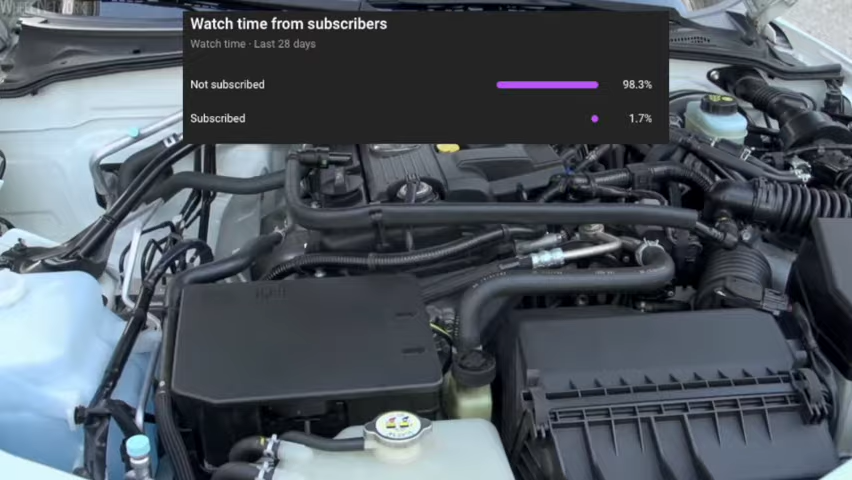 Watch time from subscribers
Watch time · Last 28 days
Not subscribed 98.3%
Subscribed 1.7%